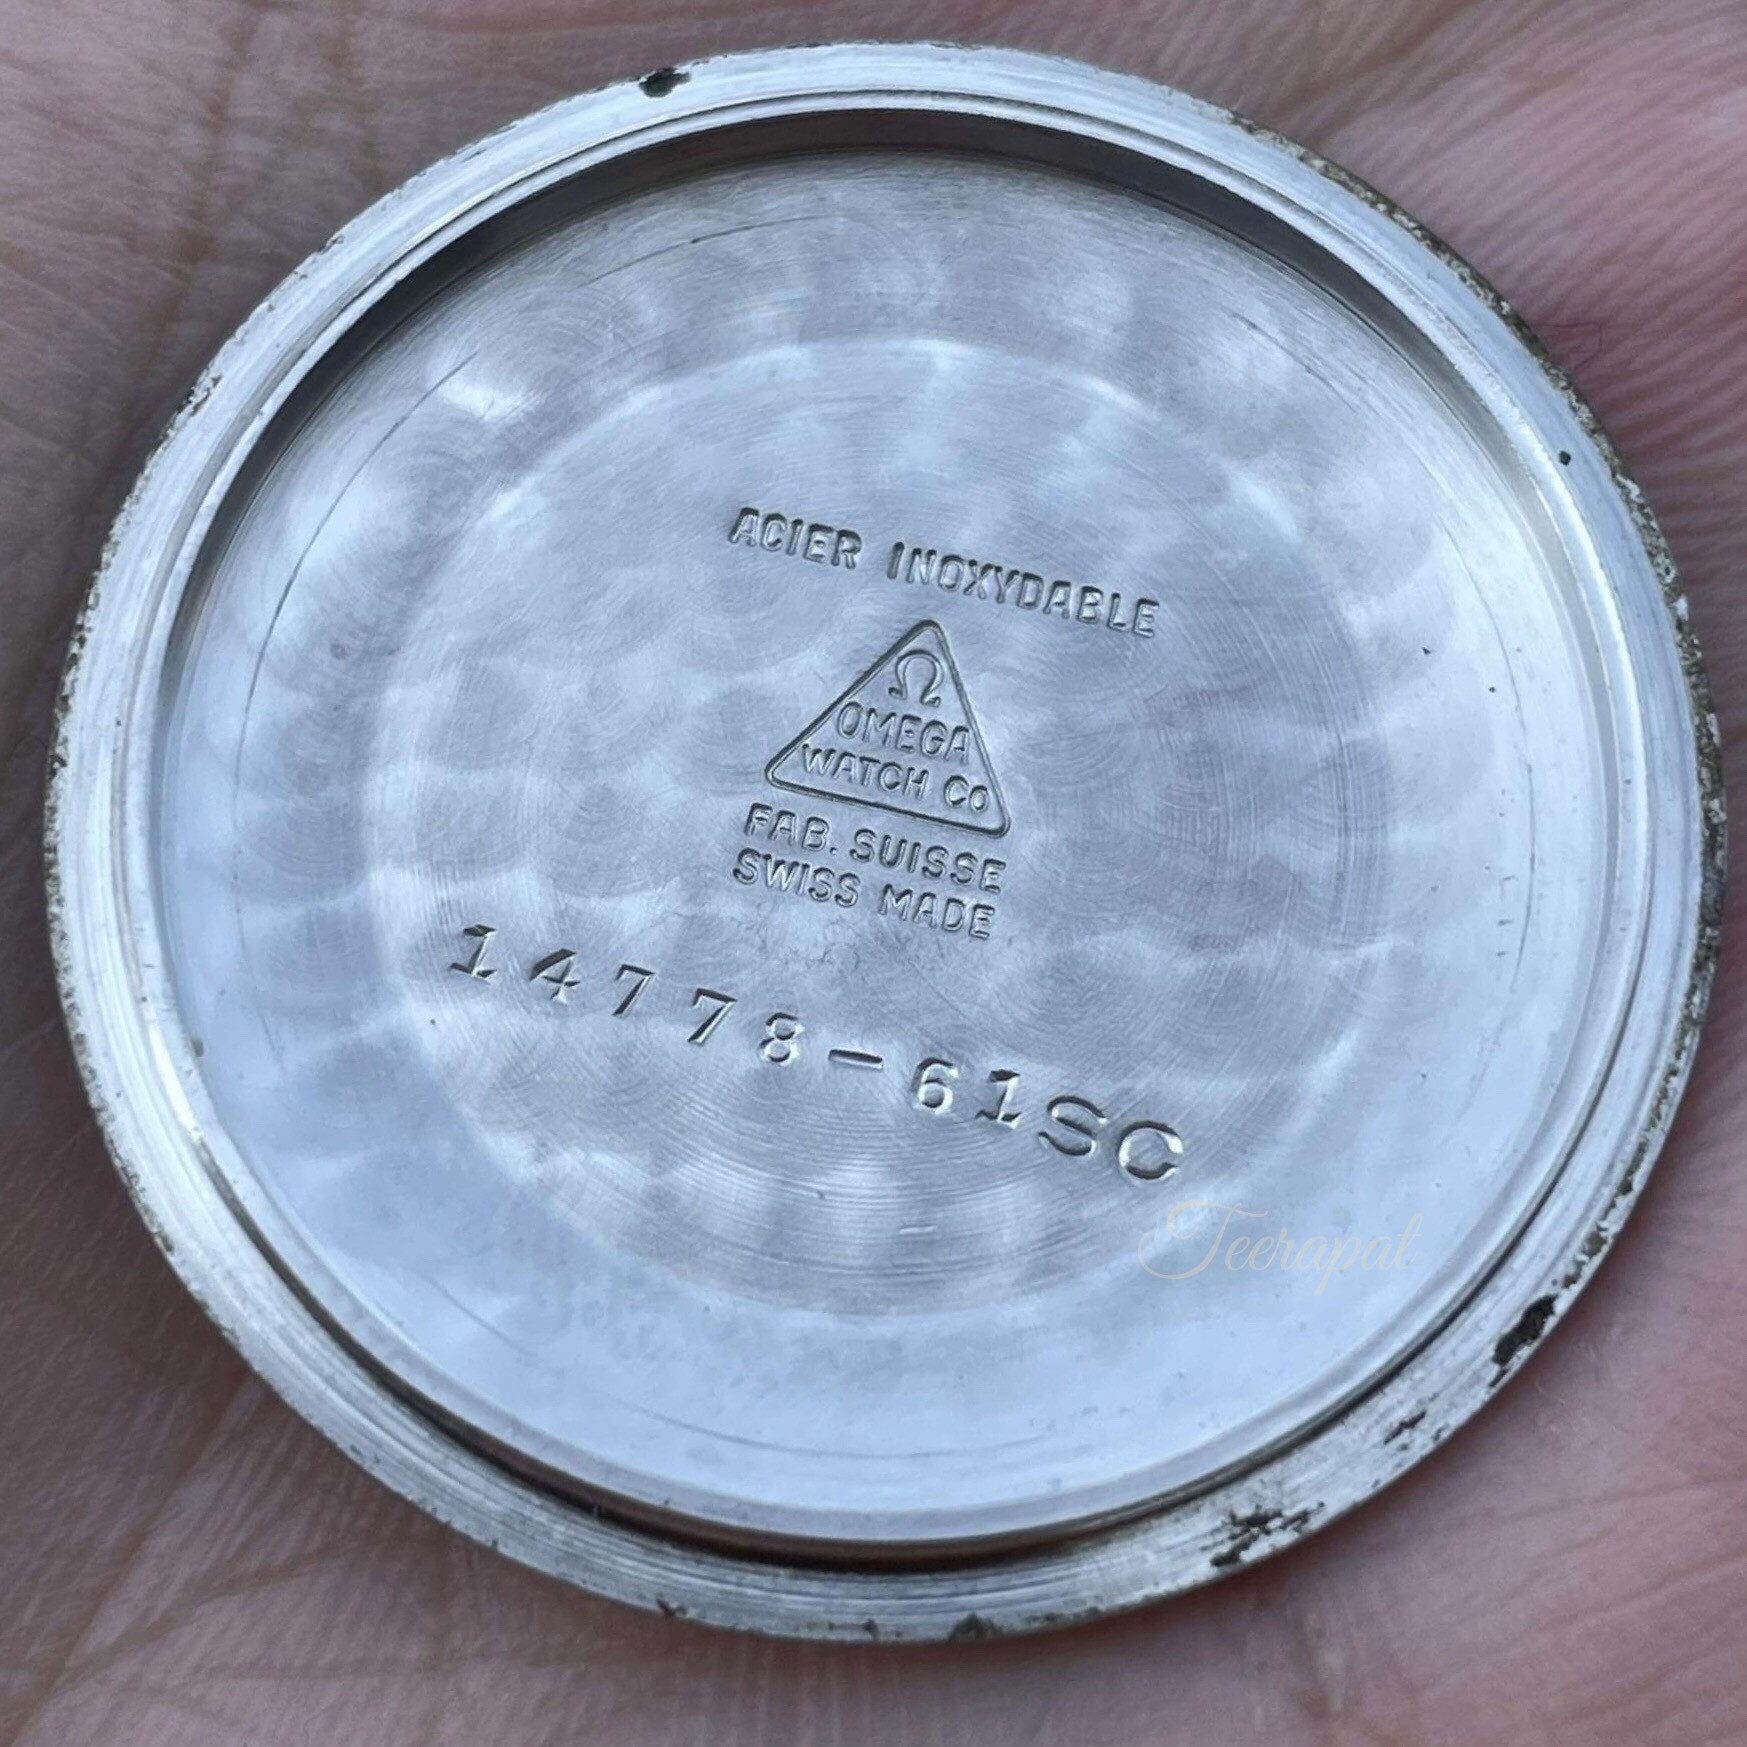 ACIER INOXYDABLE
Ω
OMEGA
WATCH CO
FAB. SUISSE
SWISS MADE
14778-61SC
Teerapat